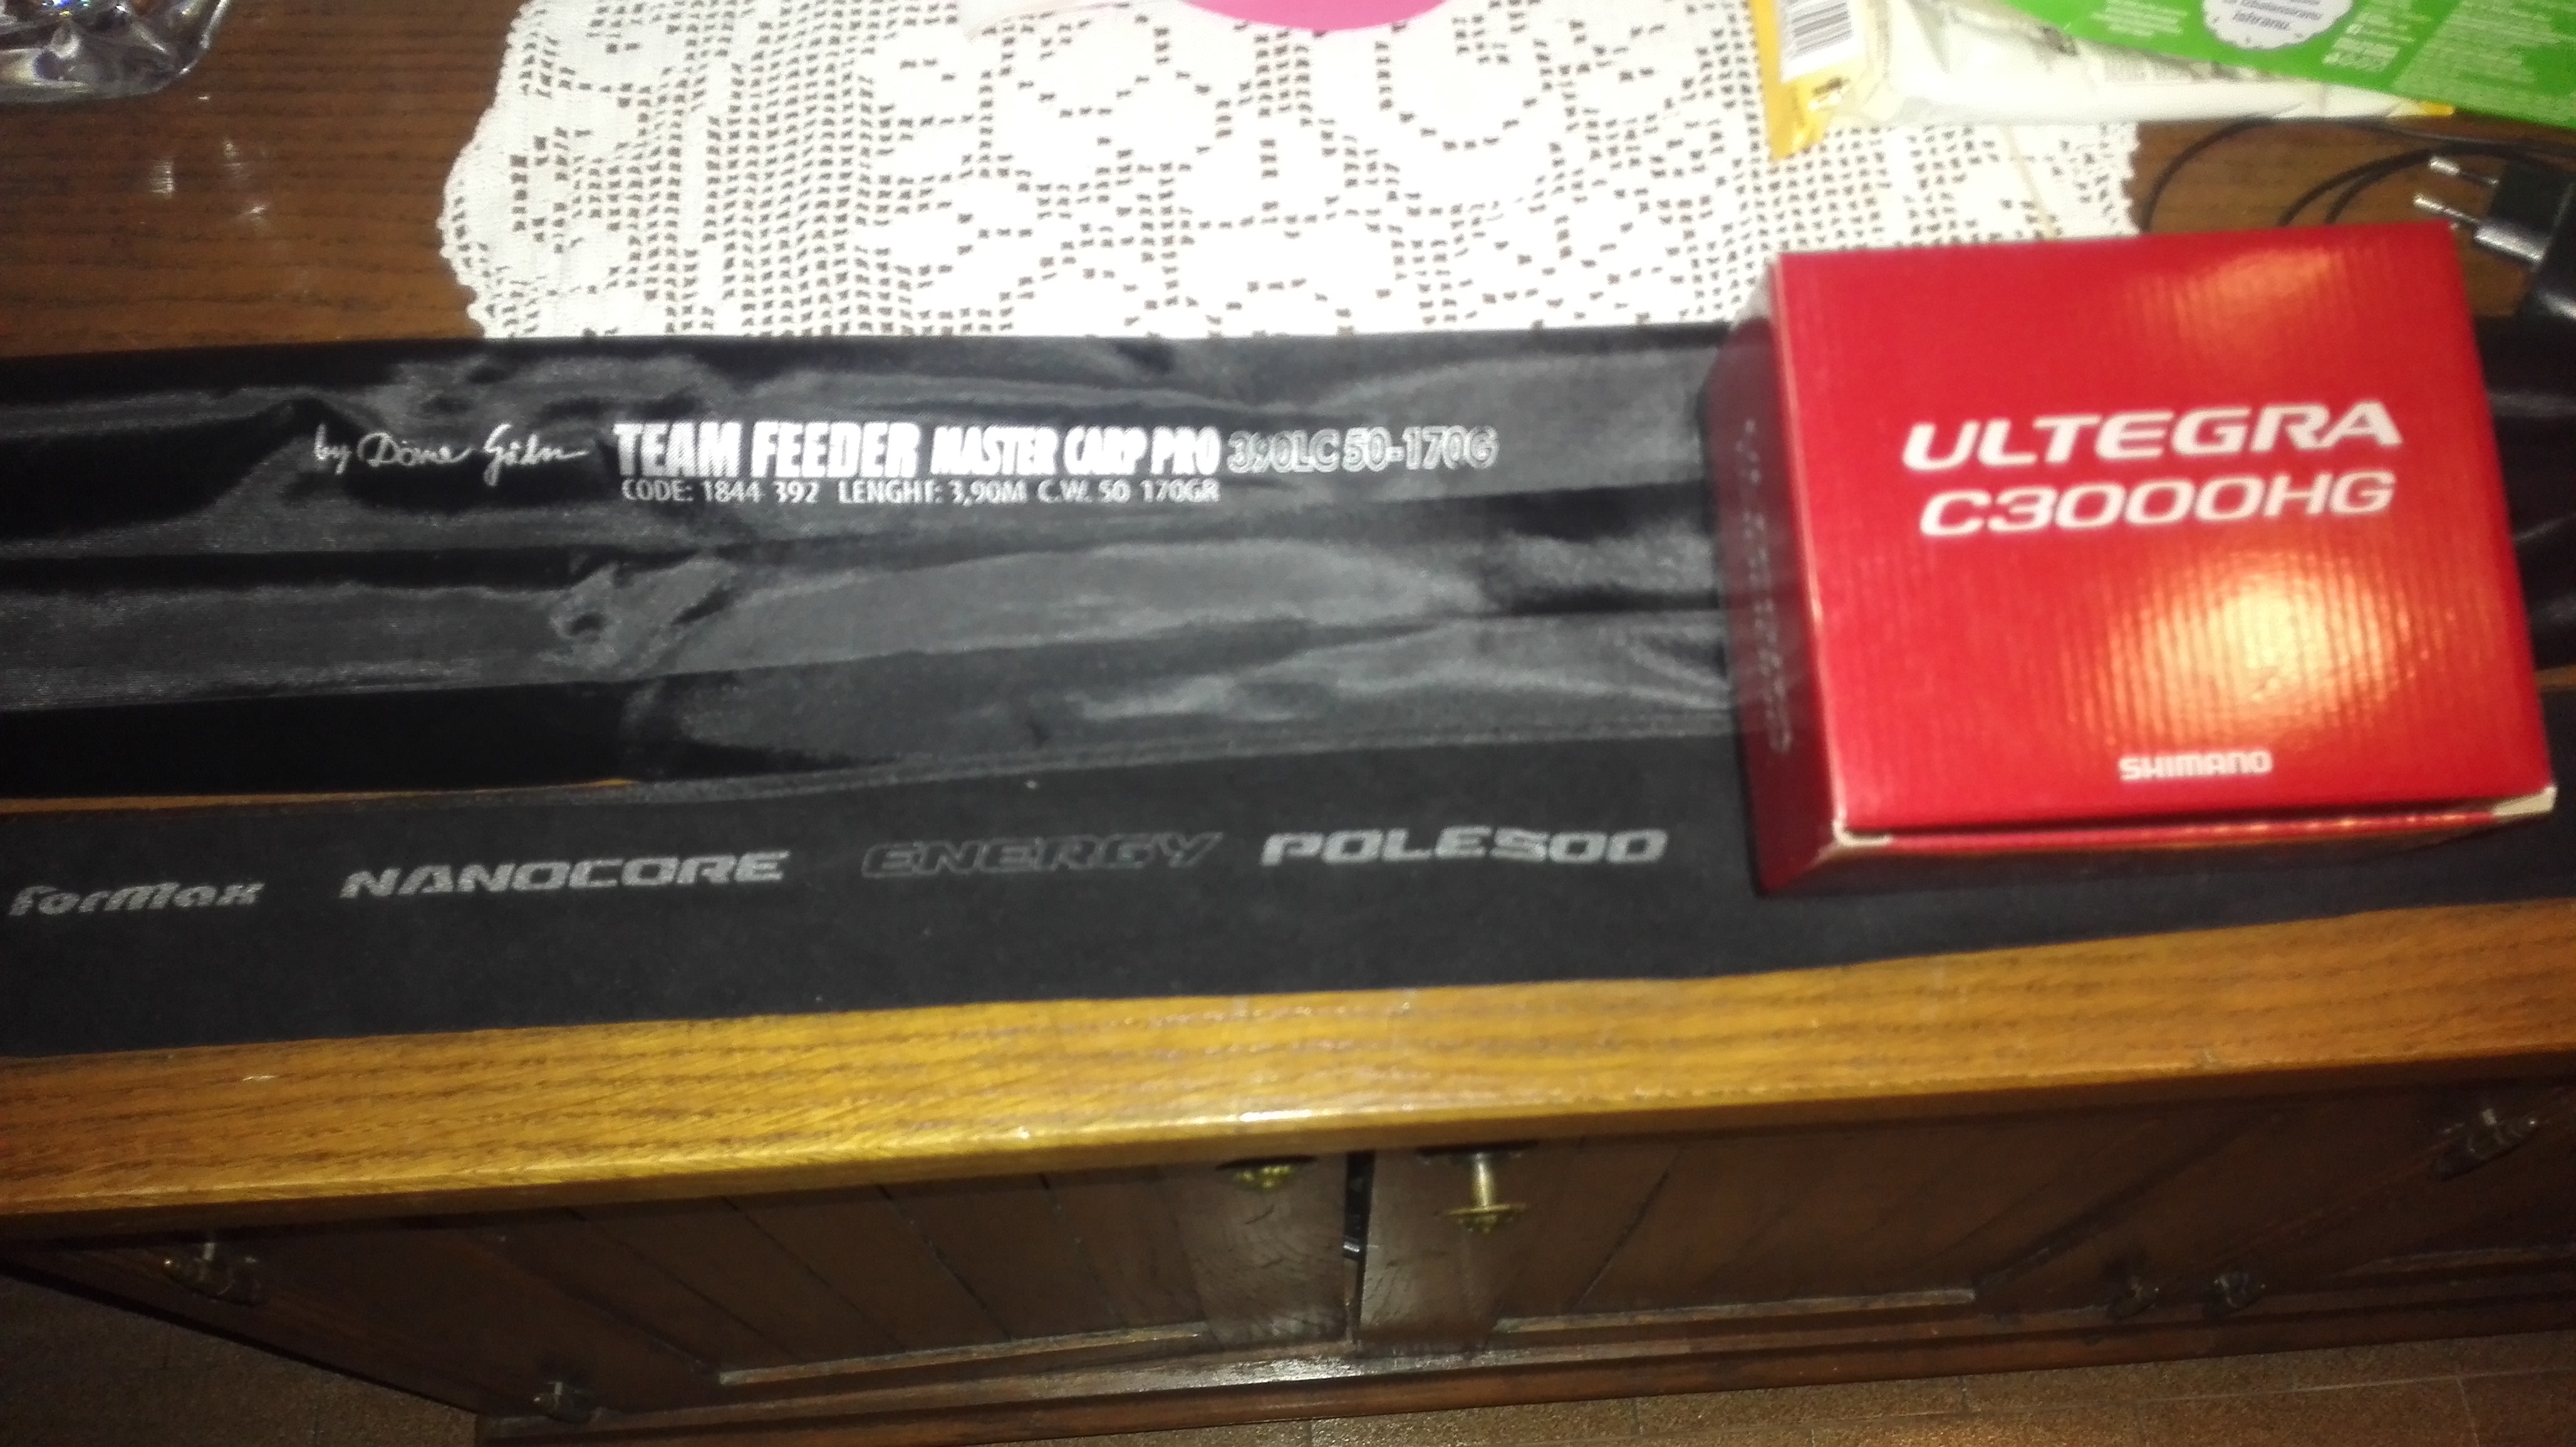 ishranu.
by Döme Gábor TEAM FEEDER MASTER CARP PRO 390LC 50-170G
CODE: 1844 392 LENGHT: 3,90M C.W. 50 170GR
ULTEGRA
C3000HG
SHIMANO
ForMax NANOCORE ENERGY POLE500